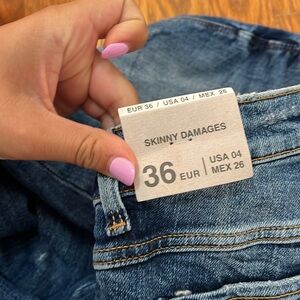 EUR 36 / USA 04 / MEX 26
SKINNY DAMAGES
36 EUR | USA 04
MEX 26